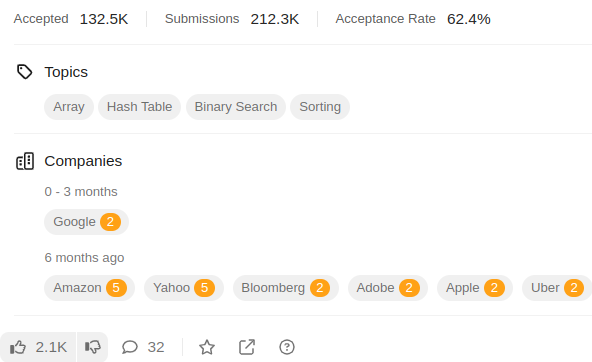 Accepted 132.5K Submissions 212.3K Acceptance Rate 62.4%
Topics
Array Hash Table Binary Search Sorting
Companies
0 - 3 months
Google 2
6 months ago
Amazon 5 Yahoo 5 Bloomberg 2 Adobe 2 Apple 2 Uber 2
2.1K 32